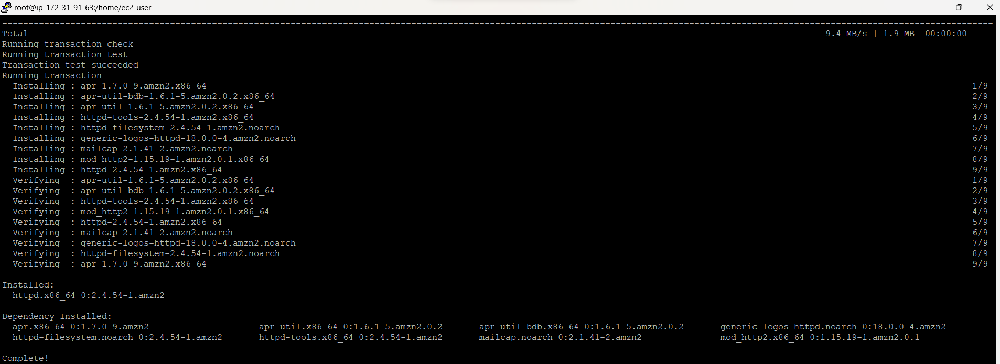 root@ip-172-31-91-63:/home/ec2-user
--------------------------------------------------------------------------------------------------------------------------------------------------------------------------------------------
Total 9.4 MB/s | 1.9 MB 00:00:00
Running transaction check
Running transaction test
Transaction test succeeded
Running transaction
Installing : apr-1.7.0-9.amzn2.x86_64 1/9
Installing : apr-util-bdb-1.6.1-5.amzn2.0.2.x86_64 2/9
Installing : apr-util-1.6.1-5.amzn2.0.2.x86_64 3/9
Installing : httpd-tools-2.4.54-1.amzn2.x86_64 4/9
Installing : httpd-filesystem-2.4.54-1.amzn2.noarch 5/9
Installing : generic-logos-httpd-18.0.0-4.amzn2.noarch 6/9
Installing : mailcap-2.1.41-2.amzn2.noarch 7/9
Installing : mod_http2-1.15.19-1.amzn2.0.1.x86_64 8/9
Installing : httpd-2.4.54-1.amzn2.x86_64 9/9
Verifying : apr-util-1.6.1-5.amzn2.0.2.x86_64 1/9
Verifying : apr-util-bdb-1.6.1-5.amzn2.0.2.x86_64 2/9
Verifying : httpd-tools-2.4.54-1.amzn2.x86_64 3/9
Verifying : mod_http2-1.15.19-1.amzn2.0.1.x86_64 4/9
Verifying : httpd-2.4.54-1.amzn2.x86_64 5/9
Verifying : mailcap-2.1.41-2.amzn2.noarch 6/9
Verifying : generic-logos-httpd-18.0.0-4.amzn2.noarch 7/9
Verifying : httpd-filesystem-2.4.54-1.amzn2.noarch 8/9
Verifying : apr-1.7.0-9.amzn2.x86_64 9/9
Installed:
httpd.x86_64 0:2.4.54-1.amzn2
Dependency Installed:
apr.x86_64 0:1.7.0-9.amzn2 apr-util.x86_64 0:1.6.1-5.amzn2.0.2 apr-util-bdb.x86_64 0:1.6.1-5.amzn2.0.2 generic-logos-httpd.noarch 0:18.0.0-4.amzn2
httpd-filesystem.noarch 0:2.4.54-1.amzn2 httpd-tools.x86_64 0:2.4.54-1.amzn2 mailcap.noarch 0:2.1.41-2.amzn2 mod_http2.x86_64 0:1.15.19-1.amzn2.0.1
Complete!